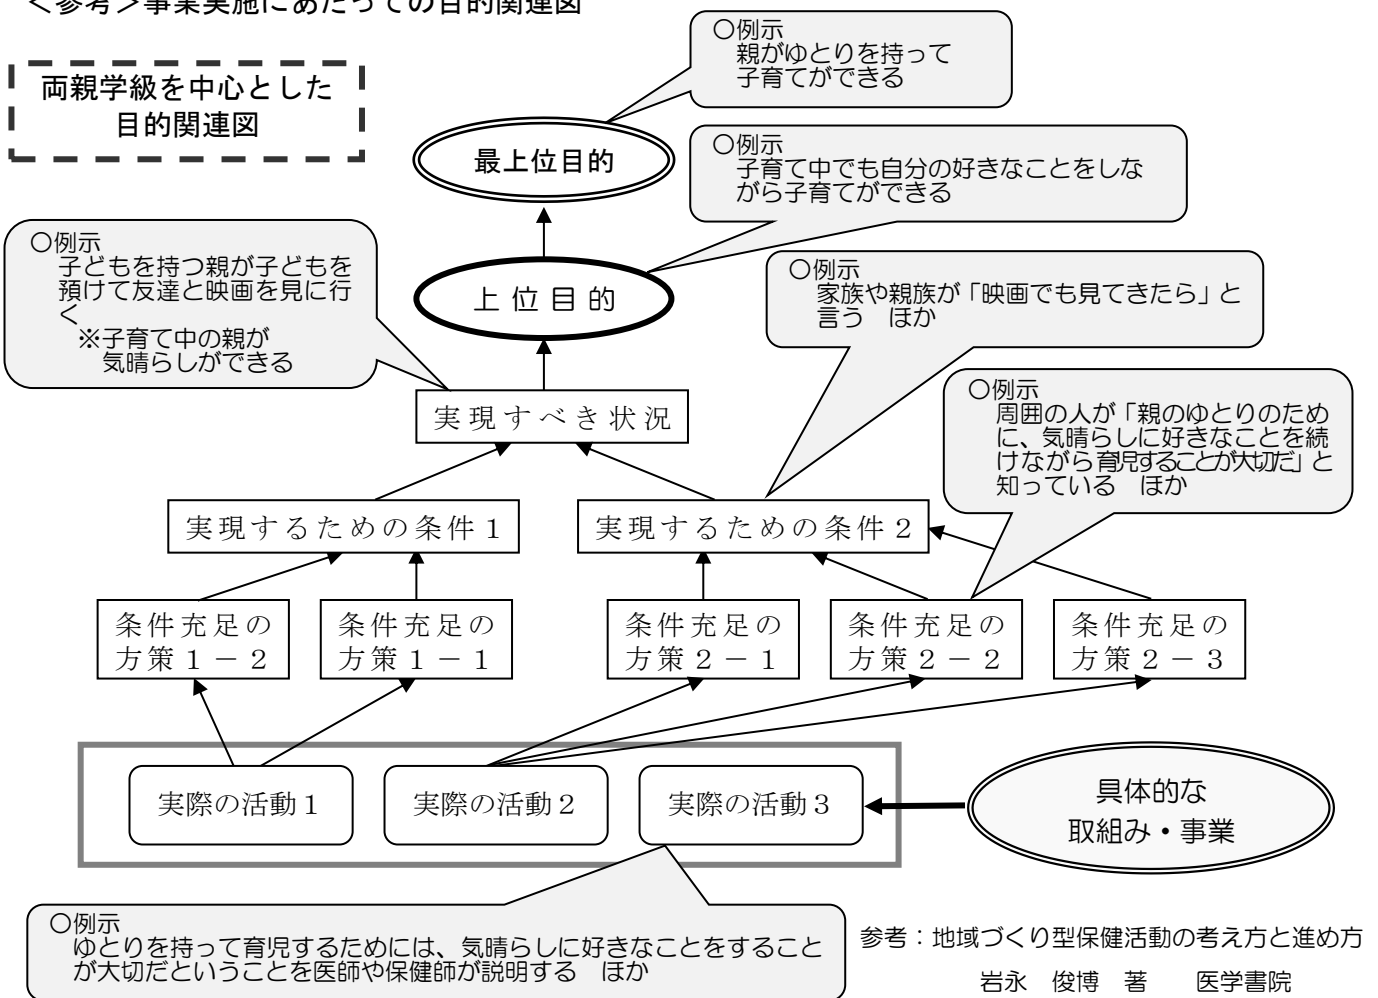 ＜参考＞事業実施にあたっての目的関連図
両親学級を中心とした
目的関連図
〇例示
親がゆとりを持って
子育てができる
最上位目的
〇例示
子育て中でも自分の好きなことをしな
がら子育てができる
〇例示
子どもを持つ親が子どもを
預けて友達と映画を見に行
く
※子育て中の親が
気晴らしができる
上位目的
〇例示
家族や親族が「映画でも見てきたら」と
言う　ほか
実現すべき状況
〇例示
周囲の人が「親のゆとりのため
に、気晴らしに好きなことを続
けながら育児することが大切だ」と
知っている　ほか
実現するための条件１
実現するための条件２
条件充足の
方策１－２
条件充足の
方策１－１
条件充足の
方策２－１
条件充足の
方策２－２
条件充足の
方策２－３
実際の活動１
実際の活動２
実際の活動３
具体的な
取組み・事業
〇例示
ゆとりを持って育児するためには、気晴らしに好きなことをすること
が大切だということを医師や保健師が説明する　ほか
参考：地域づくり型保健活動の考え方と進め方
岩永　俊博　著　　医学書院